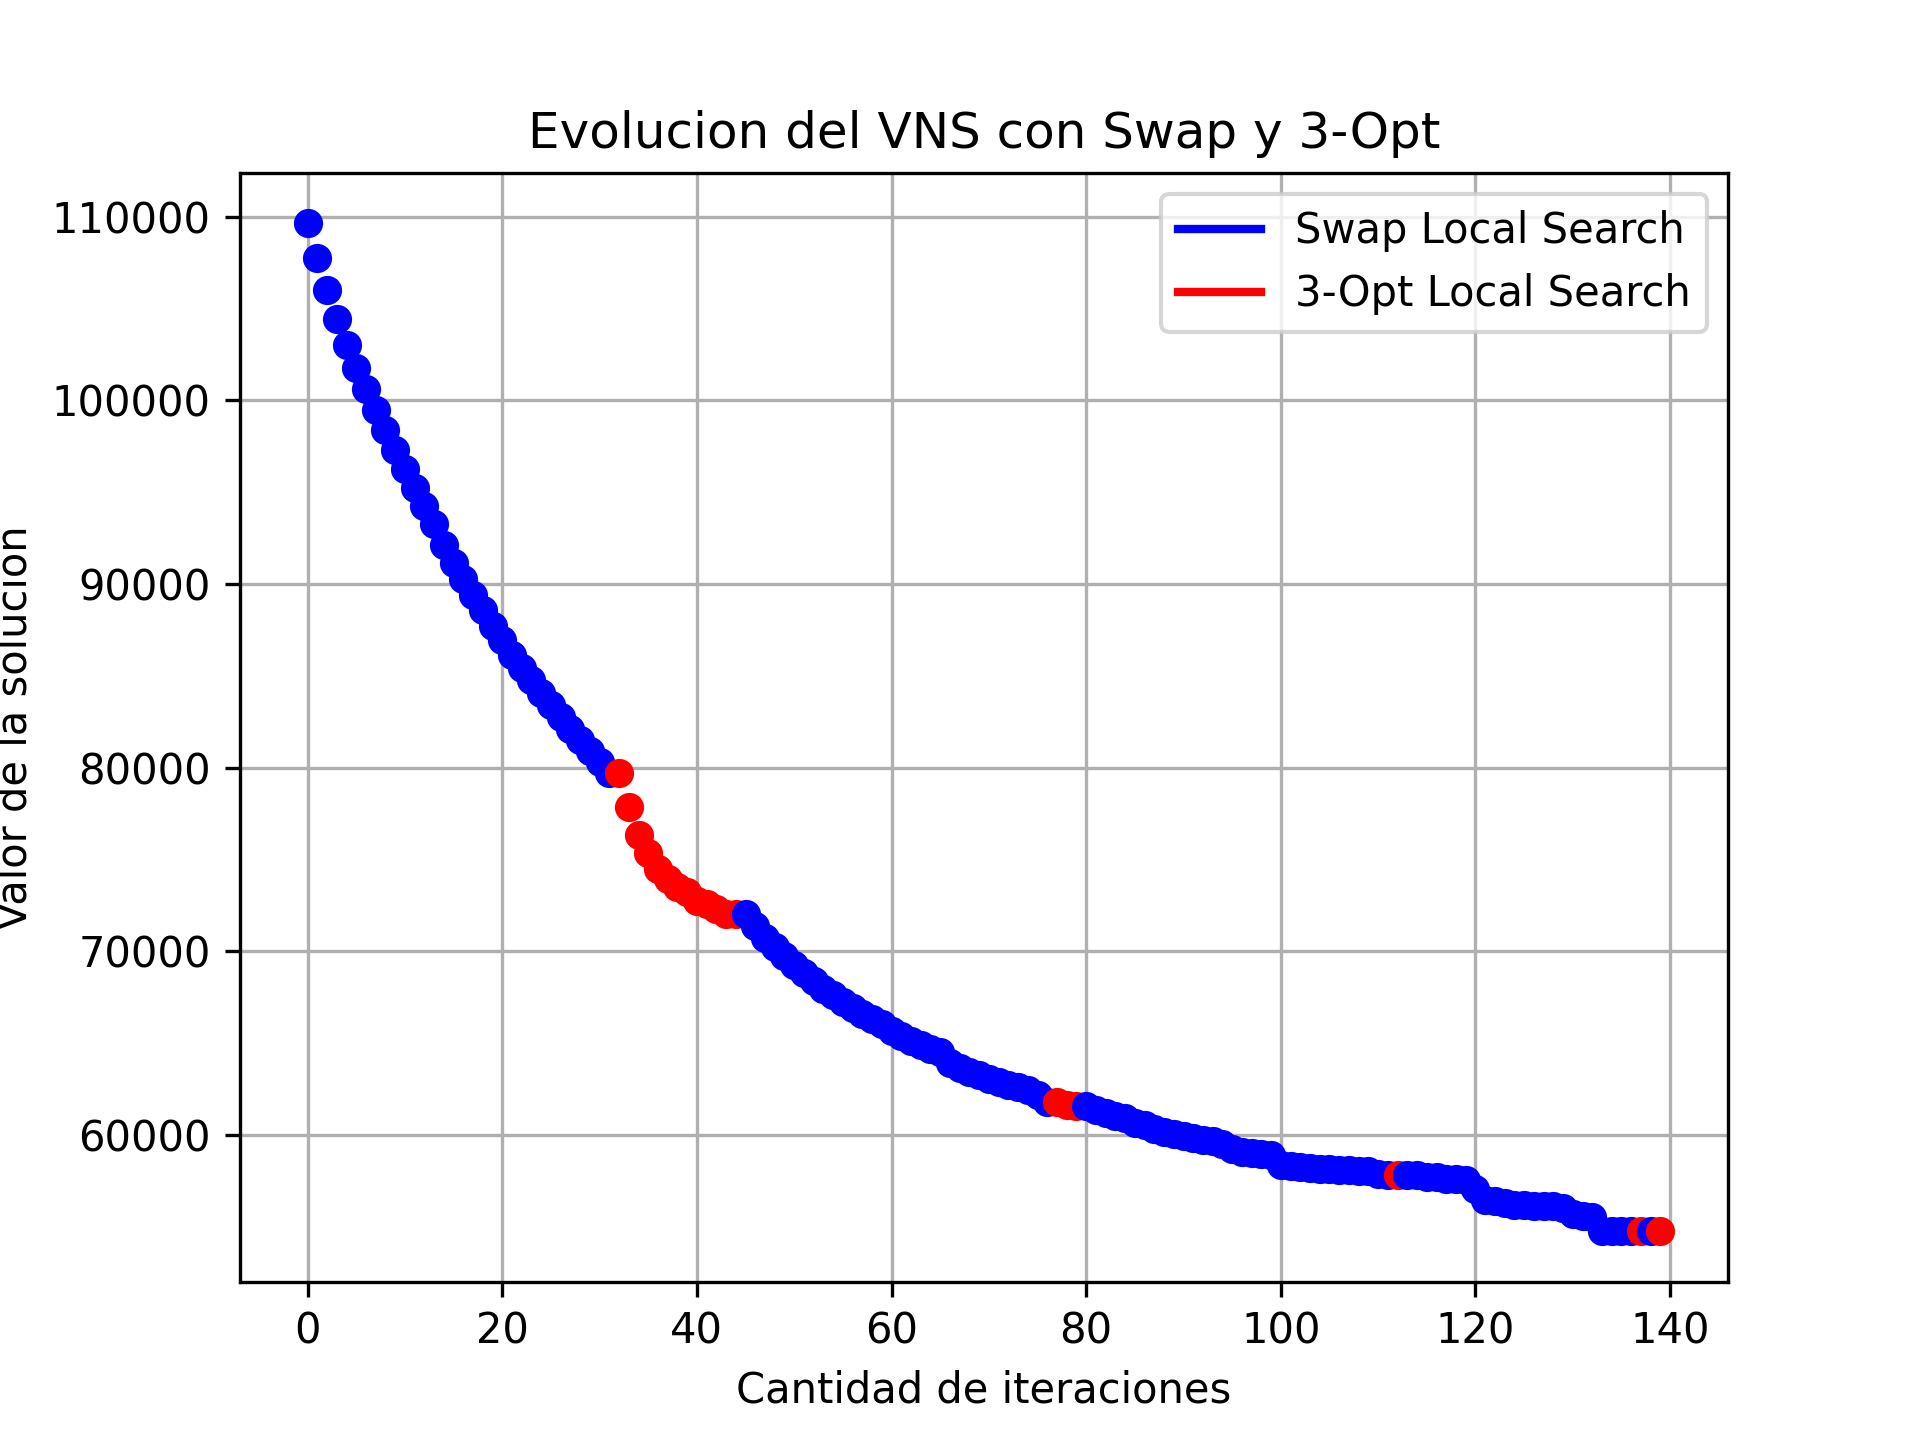 Evolucion del VNS con Swap y 3-Opt
Swap Local Search
3-Opt Local Search
Valor de la solucion
110000
100000
90000
80000
70000
60000
0 20 40 60 80 100 120 140
Cantidad de iteraciones